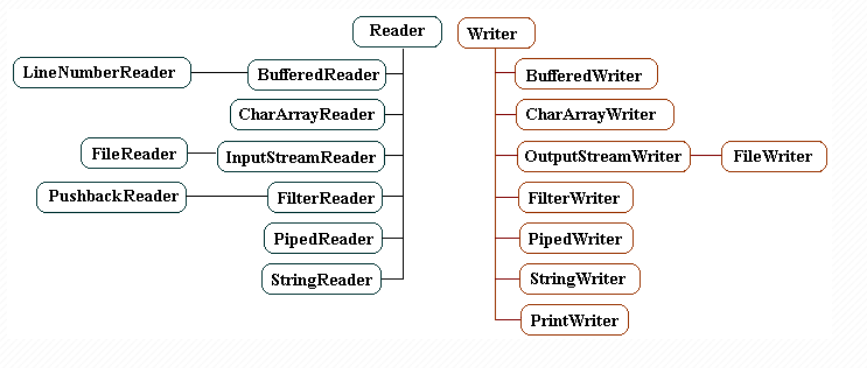 Reader
Writer
LineNumberReader
BufferedReader
BufferedWriter
CharArrayReader
CharArrayWriter
FileReader
InputStreamReader
OutputStreamWriter
FileWriter
PushbackReader
FilterReader
FilterWriter
PipedReader
PipedWriter
StringReader
StringWriter
PrintWriter